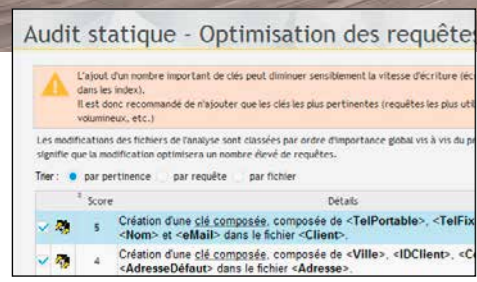 Audit statique - Optimisation des requêtes
L'ajout d'un nombre important de clés peut diminuer sensiblement la vitesse d'écriture (écr
dans les index).
Il est donc recommandé de n'ajouter que les clés les plus pertinentes (requêtes les plus util
volumineux, etc.)
Les modifications des fichiers de l'analyse sont classées par ordre d'importance global vis à vis du pr
signifie que la modification optimisera un nombre élevé de requêtes.
Trier : par pertinence par requête par fichier
Score Détails
5 Création d'une clé composée, composée de <TelPortable>, <TelFix
<Nom> et <eMail> dans le fichier <Client>.
4 Création d'une clé composée, composée de <Ville>, <IDClient>, <C
<AdresseDéfaut> dans le fichier <Adresse>.